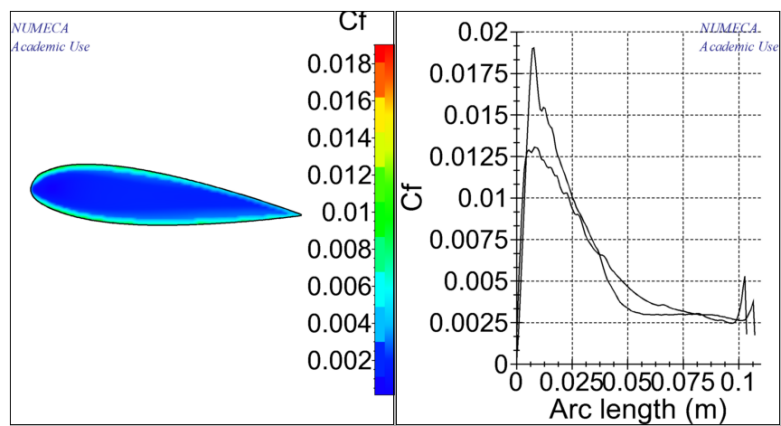 NUMECA
Academic Use
Cf
0.018
0.016
0.014
0.012
0.01
0.008
0.006
0.004
0.002
NUMECA
Academic Use
Cf
0.02
0.0175
0.015
0.0125
0.01
0.0075
0.005
0.0025
0
0 0.025 0.05 0.075 0.1
Arc length (m)